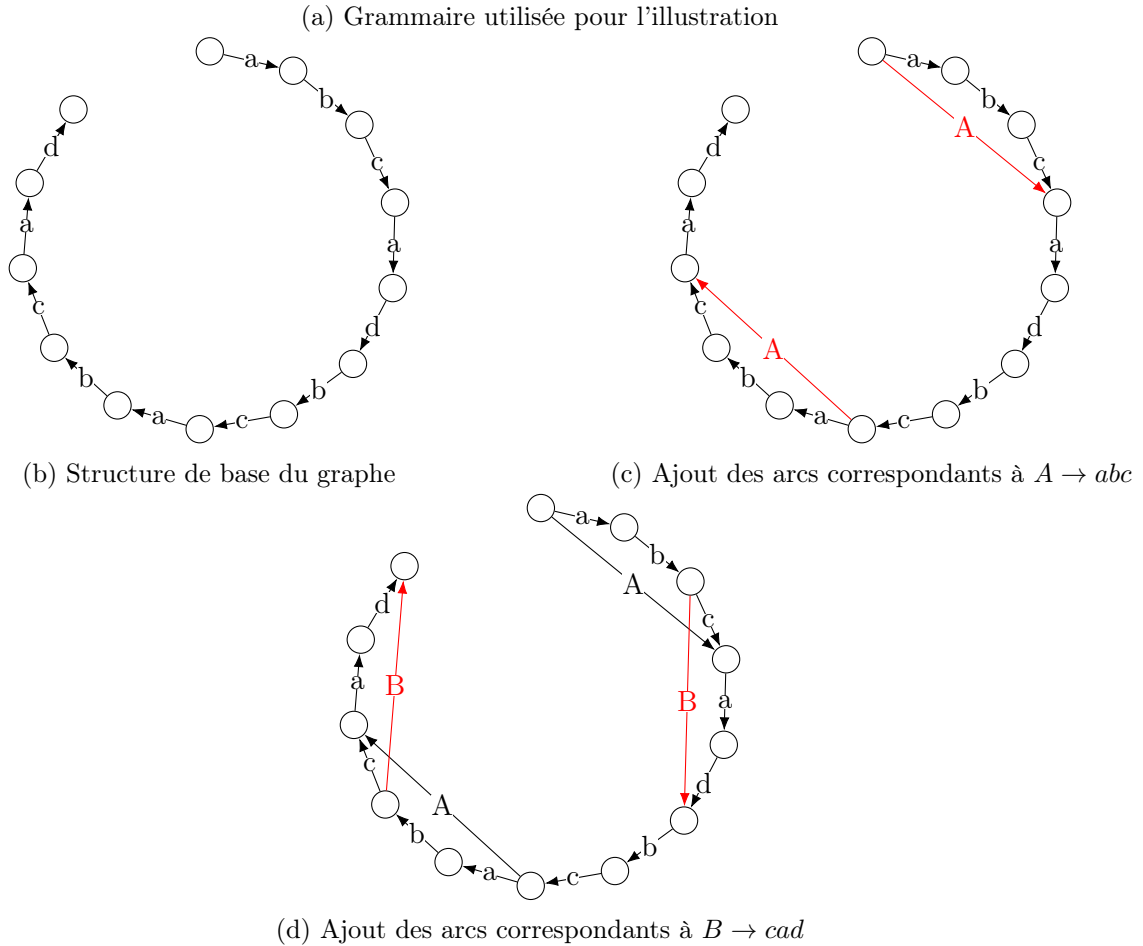 (a) Grammaire utilisée pour l'illustration
a
b
c
a
d
b
c
a
b
c
a
d
(b) Structure de base du graphe
a
b
c
a
d
b
c
a
b
c
a
d
A
A
(c) Ajout des arcs correspondants à A → abc
a
b
c
a
d
b
c
a
b
c
a
d
A
A
B
B
(d) Ajout des arcs correspondants à B → cad